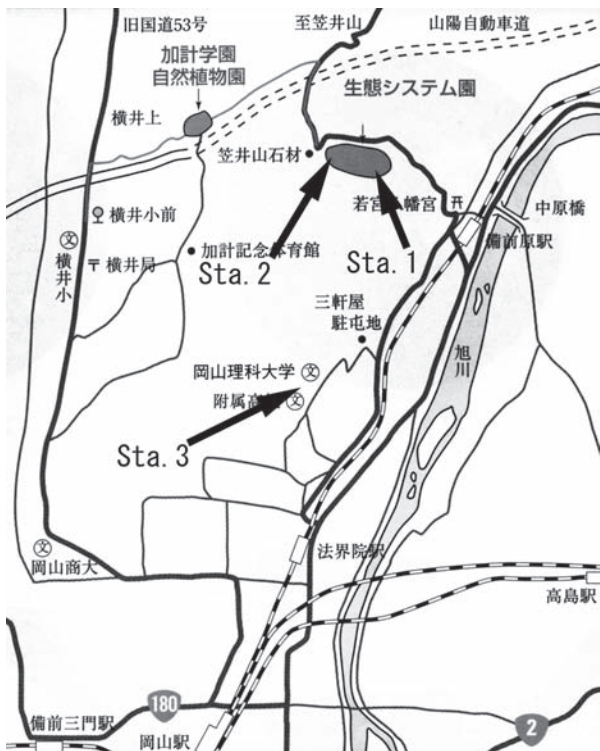 旧国道53号
至笠井山
山陽自動車道
加計学園
自然植物園
生態システム園
横井上
笠井山石材
若宮八幡宮
中原橋
文
横井小前
備前原駅
横井小
〒横井局
加計記念体育館
Sta. 2
Sta. 1
三軒屋
駐屯地
旭川
岡山理科大学 文
附属高
文
Sta. 3
法界院駅
文
岡山商大
高島駅
180
2
備前三門駅
岡山駅